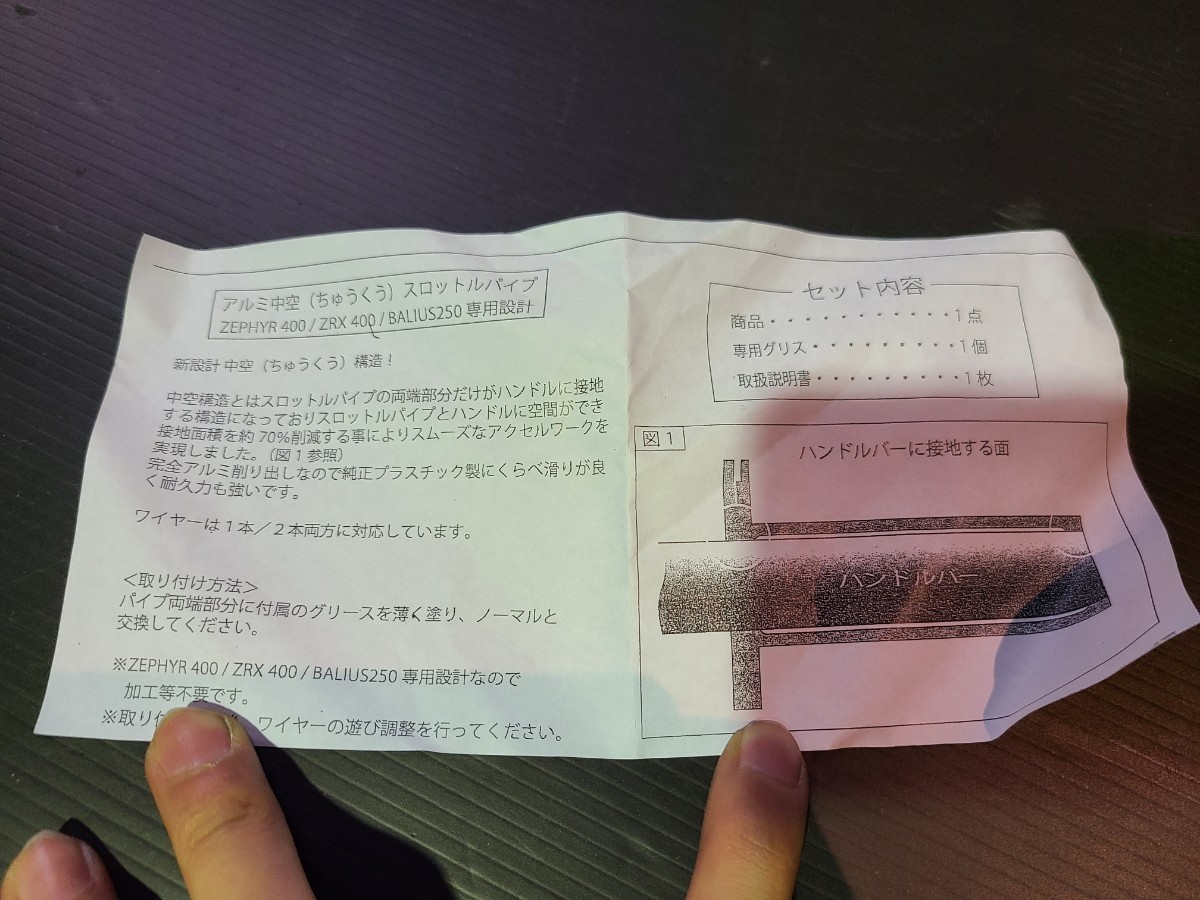 アルミ中空（ちゅうくう）スロットルパイプ
ZEPHYR 400 / ZRX 400 / BALIUS250 専用設計
新設計 中空（ちゅうくう）構造！
中空構造とはスロットルパイプの両端部分だけがハンドルに接地
する構造になっておりスロットルパイプとハンドルに空間ができ
接地面積を約 70%削減する事によりスムーズなアクセルワークを
実現しました。（図1参照）
完全アルミ削り出しなので純正プラスチック製にくらべ滑りが良
く耐久力も強いです。
ワイヤーは1本／2本両方に対応しています。
＜取り付け方法＞
パイプ両端部分に付属のグリースを薄く塗り、ノーマルと
交換してください。
※ZEPHYR 400 / ZRX 400 / BALIUS250 専用設計なので
加工等不要です。
※取り付 ワイヤーの遊び調整を行ってください。
セット内容
商品・・・・・・・・・・・1点
専用グリス・・・・・・・・・1個
取扱説明書・・・・・・・・・1枚
図1
ハンドルバーに接地する面
ハンドルバー